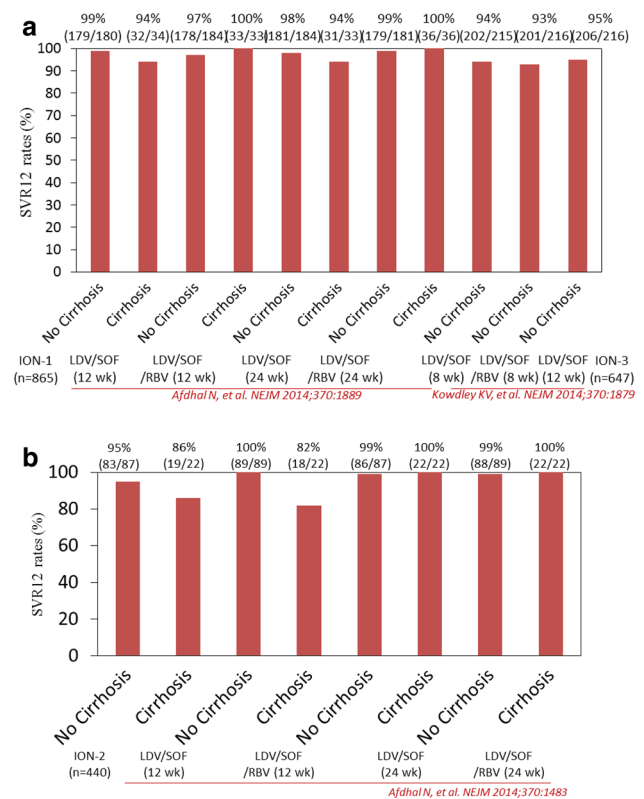 a
99% 94% 97% 100% 98% 94% 99% 100% 94% 93% 95%
(179/180) (32/34) (178/184) (33/33) (181/184) (31/33) (179/181) (36/36) (202/215) (201/216) (206/216)
SVR12 rates (%)
100
90
80
70
60
50
40
30
20
10
0
No Cirrhosis Cirrhosis No Cirrhosis Cirrhosis No Cirrhosis Cirrhosis No Cirrhosis Cirrhosis No Cirrhosis No Cirrhosis No Cirrhosis
ION-1 LDV/SOF LDV/SOF LDV/SOF LDV/SOF LDV/SOF LDV/SOF LDV/SOF ION-3
(n=865) (12 wk) /RBV (12 wk) (24 wk) /RBV (24 wk) (8 wk) /RBV (8 wk) (12 wk) (n=647)
Afdhal N, et al. NEJM 2014;370:1889 Kowdley KV, et al. NEJM 2014;370:1879
b
95% 86% 100% 82% 99% 100% 99% 100%
(83/87) (19/22) (89/89) (18/22) (86/87) (22/22) (88/89) (22/22)
SVR12 rates (%)
100
80
60
40
20
0
No Cirrhosis Cirrhosis No Cirrhosis Cirrhosis No Cirrhosis Cirrhosis No Cirrhosis Cirrhosis
ION-2 LDV/SOF LDV/SOF LDV/SOF LDV/SOF
(n=440) (12 wk) /RBV (12 wk) (24 wk) /RBV (24 wk)
Afdhal N, et al. NEJM 2014;370:1483